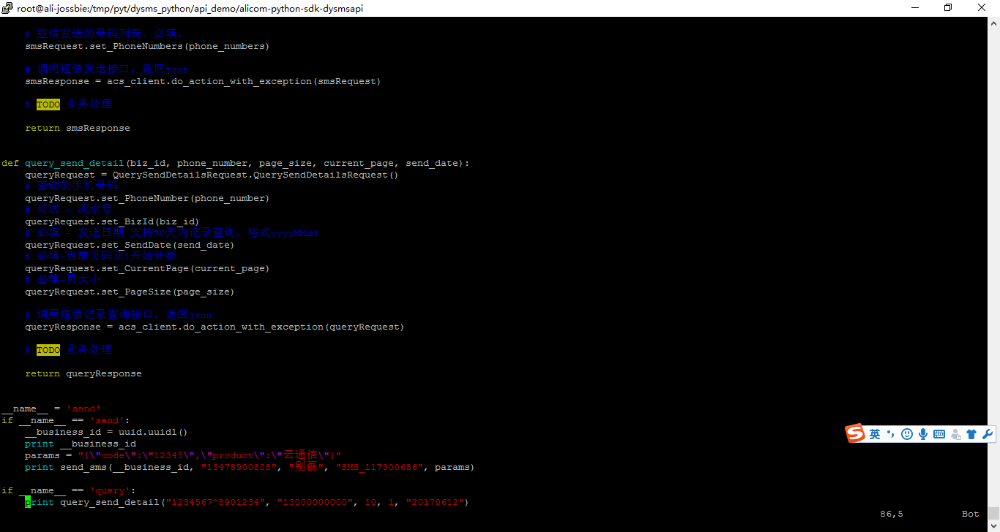 root@ali-jossbie:/tmp/pyt/dysms_python/api_demo/alicom-python-sdk-dysmsapi
# 短信发送的号码列表，必填。
smsRequest.set_PhoneNumbers(phone_numbers)
# 调用短信发送接口，返回json
smsResponse = acs_client.do_action_with_exception(smsRequest)
# TODO 业务处理
return smsResponse
def query_send_detail(biz_id, phone_number, page_size, current_page, send_date):
queryRequest = QuerySendDetailsRequest.QuerySendDetailsRequest()
# 查询的手机号码
queryRequest.set_PhoneNumber(phone_number)
# 可选 - 流水号
queryRequest.set_BizId(biz_id)
# 必填 - 发送日期 支持30天内记录查询，格式yyyyMMdd
queryRequest.set_SendDate(send_date)
# 必填-当前页码从1开始计数
queryRequest.set_CurrentPage(current_page)
# 必填-页大小
queryRequest.set_PageSize(page_size)
# 调用短信记录查询接口，返回json
queryResponse = acs_client.do_action_with_exception(queryRequest)
# TODO 业务处理
return queryResponse
__name__ = 'send'
if __name__ == 'send':
__business_id = uuid.uuid1()
print __business_id
params = "{\"code\":\"12345\",\"product\":\"云通信\"}"
print send_sms(__business_id, "13478900808", "别磊", "SMS_117300686", params)
if __name__ == 'query':
print query_send_detail("1234567^8901234", "13000000000", 10, 1, "20170612")
86,5 Bot
S 英